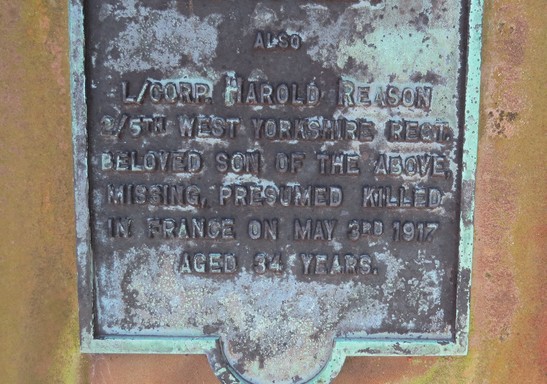 ALSO
L/CORP. HAROLD REASON
2/5TH WEST YORKSHIRE REGT.
BELOVED SON OF THE ABOVE,
MISSING, PRESUMED KILLED
IN FRANCE ON MAY 3RD 1917
AGED 34 YEARS.